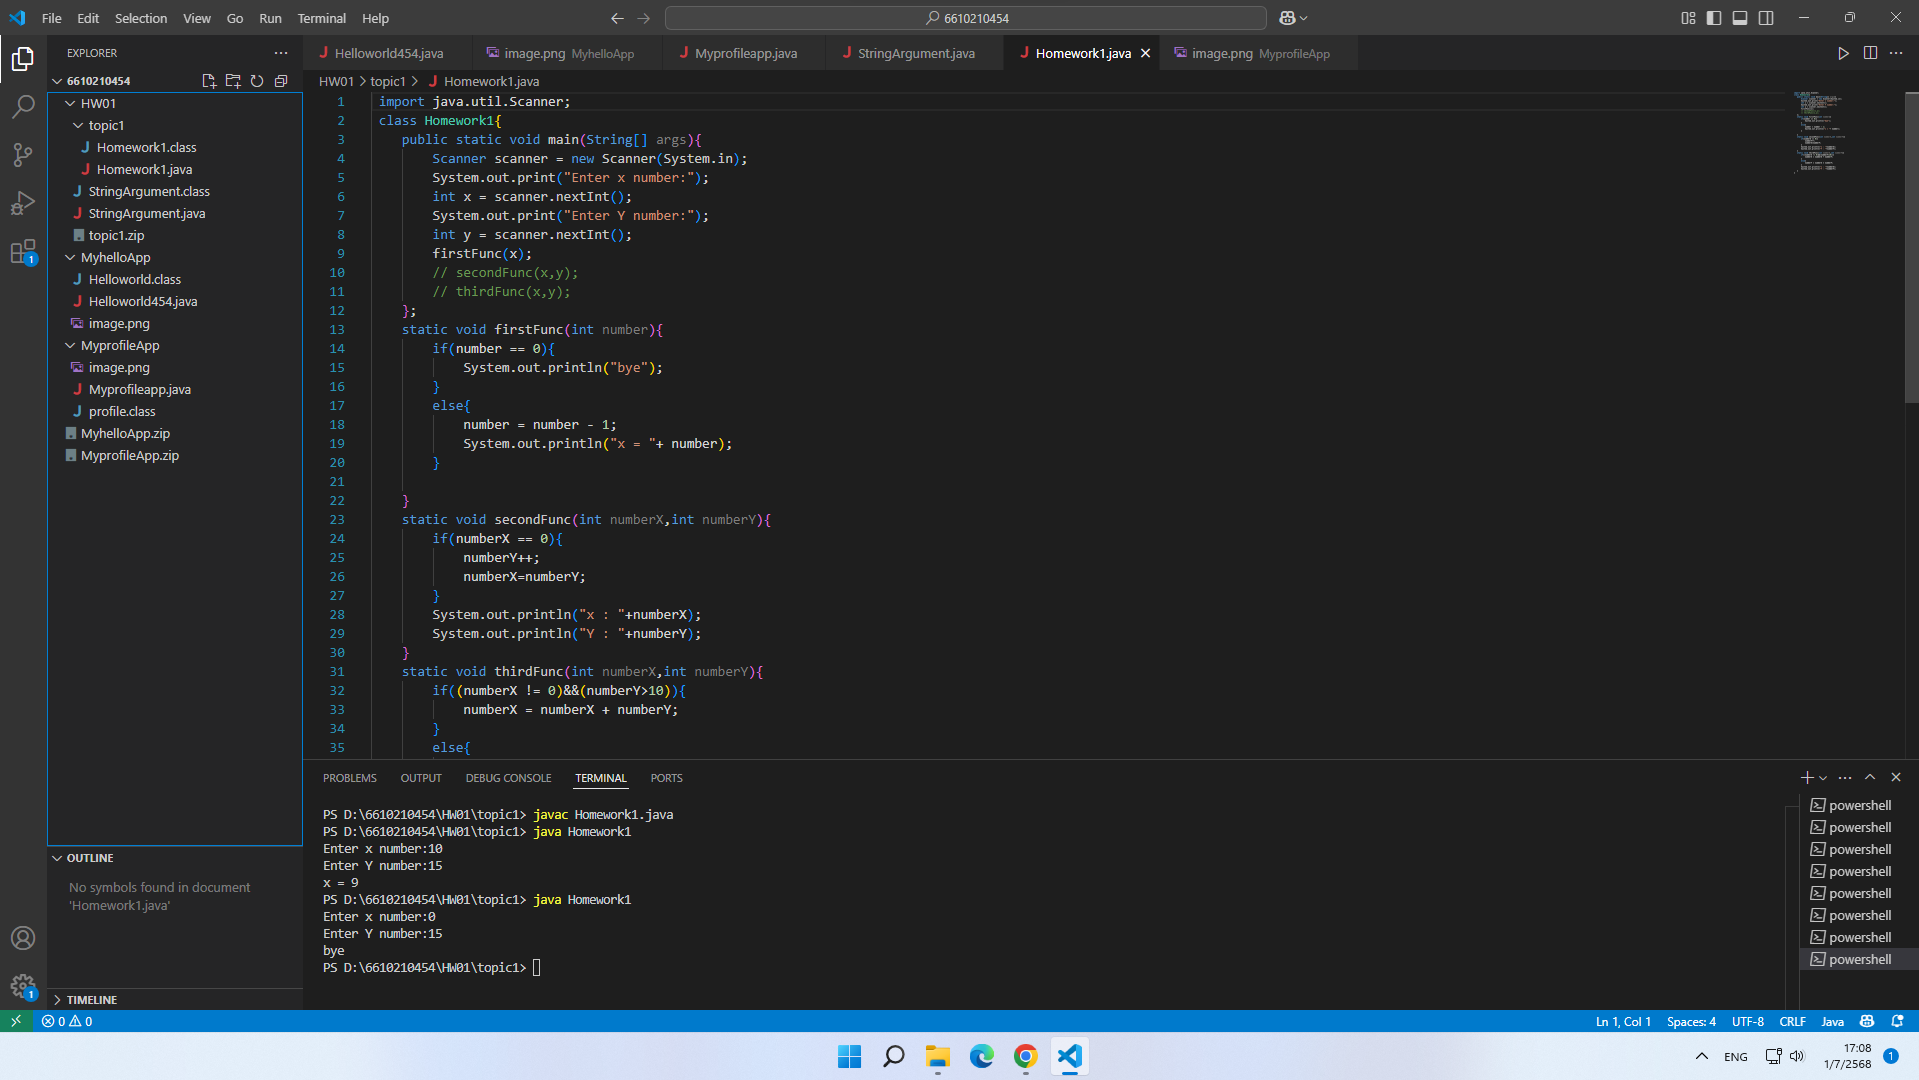 File Edit Selection View Go Run Terminal Help
6610210454
EXPLORER
6610210454
HW01
topic1
Homework1.class
Homework1.java
StringArgument.class
StringArgument.java
topic1.zip
MyhelloApp
Helloworld.class
Helloworld454.java
image.png
MyprofileApp
image.png
Myprofileapp.java
profile.class
MyhelloApp.zip
MyprofileApp.zip
OUTLINE
No symbols found in document
'Homework1.java'
TIMELINE
Helloworld454.java image.png MyhelloApp Myprofileapp.java StringArgument.java Homework1.java image.png MyprofileApp
HW01 > topic1 > Homework1.java
1 import java.util.Scanner;
2 class Homework1{
3 public static void main(String[] args){
4 Scanner scanner = new Scanner(System.in);
5 System.out.print("Enter x number:");
6 int x = scanner.nextInt();
7 System.out.print("Enter Y number:");
8 int y = scanner.nextInt();
9 firstFunc(x);
10 // secondFunc(x,y);
11 // thirdFunc(x,y);
12 };
13 static void firstFunc(int number){
14 if(number == 0){
15 System.out.println("bye");
16 }
17 else{
18 number = number - 1;
19 System.out.println("x = "+ number);
20 }
21
22 }
23 static void secondFunc(int numberX,int numberY){
24 if(numberX == 0){
25 numberY++;
26 numberX=numberY;
27 }
28 System.out.println("x : "+numberX);
29 System.out.println("Y : "+numberY);
30 }
31 static void thirdFunc(int numberX,int numberY){
32 if((numberX != 0)&&(numberY>10)){
33 numberX = numberX + numberY;
34 }
35 else{
PROBLEMS OUTPUT DEBUG CONSOLE TERMINAL PORTS
PS D:\6610210454\HW01\topic1> javac Homework1.java
PS D:\6610210454\HW01\topic1> java Homework1
Enter x number:10
Enter Y number:15
x = 9
PS D:\6610210454\HW01\topic1> java Homework1
Enter x number:0
Enter Y number:15
bye
PS D:\6610210454\HW01\topic1>
powershell
powershell
powershell
powershell
powershell
powershell
powershell
powershell
1
1
0 0
Ln 1, Col 1 Spaces: 4 UTF-8 CRLF Java
ENG
17:08
1/7/2568
1